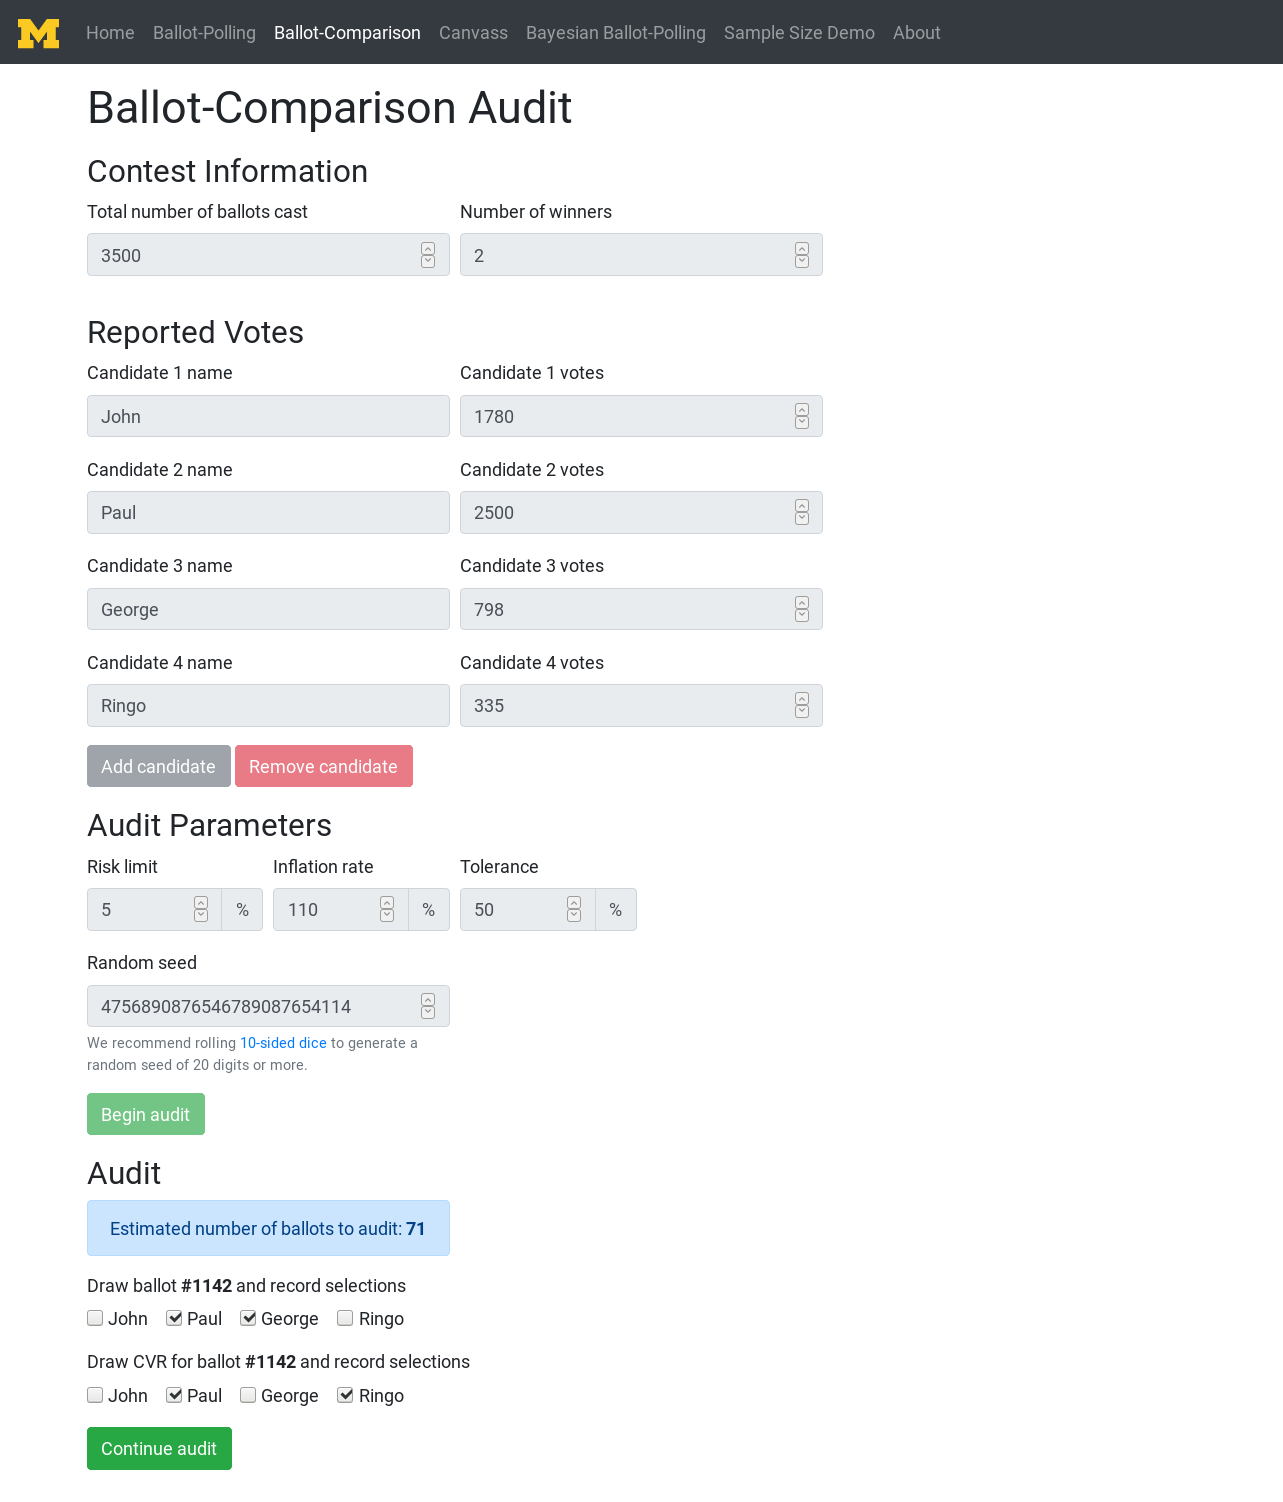 M Home Ballot-Polling Ballot-Comparison Canvass Bayesian Ballot-Polling Sample Size Demo About
Ballot-Comparison Audit
Contest Information
Total number of ballots cast Number of winners
3500 2
Reported Votes
Candidate 1 name Candidate 1 votes
John 1780
Candidate 2 name Candidate 2 votes
Paul 2500
Candidate 3 name Candidate 3 votes
George 798
Candidate 4 name Candidate 4 votes
Ringo 335
Add candidate Remove candidate
Audit Parameters
Risk limit Inflation rate Tolerance
5 % 110 % 50 %
Random seed
47568908765467890876 54114
We recommend rolling 10-sided dice to generate a
random seed of 20 digits or more.
Begin audit
Audit
Estimated number of ballots to audit: 71
Draw ballot #1142 and record selections
John Paul George Ringo
Draw CVR for ballot #1142 and record selections
John Paul George Ringo
Continue audit